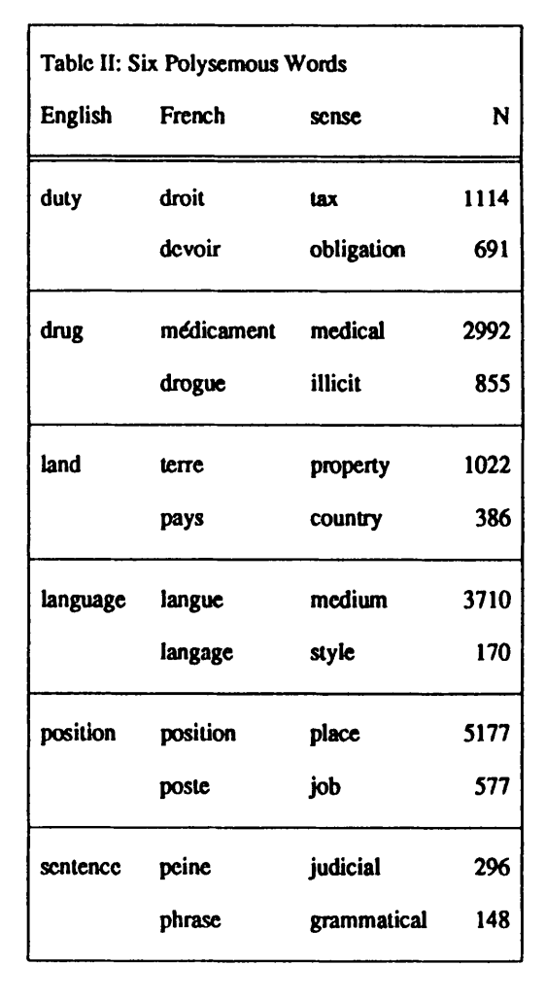 Table II: Six Polysemous Words
English French sense N
duty droit tax 1114
devoir obligation 691
drug médicament medical 2992
drogue illicit 855
land terre property 1022
pays country 386
language langue medium 3710
langage style 170
position position place 5177
poste job 577
sentence peine judicial 296
phrase grammatical 148